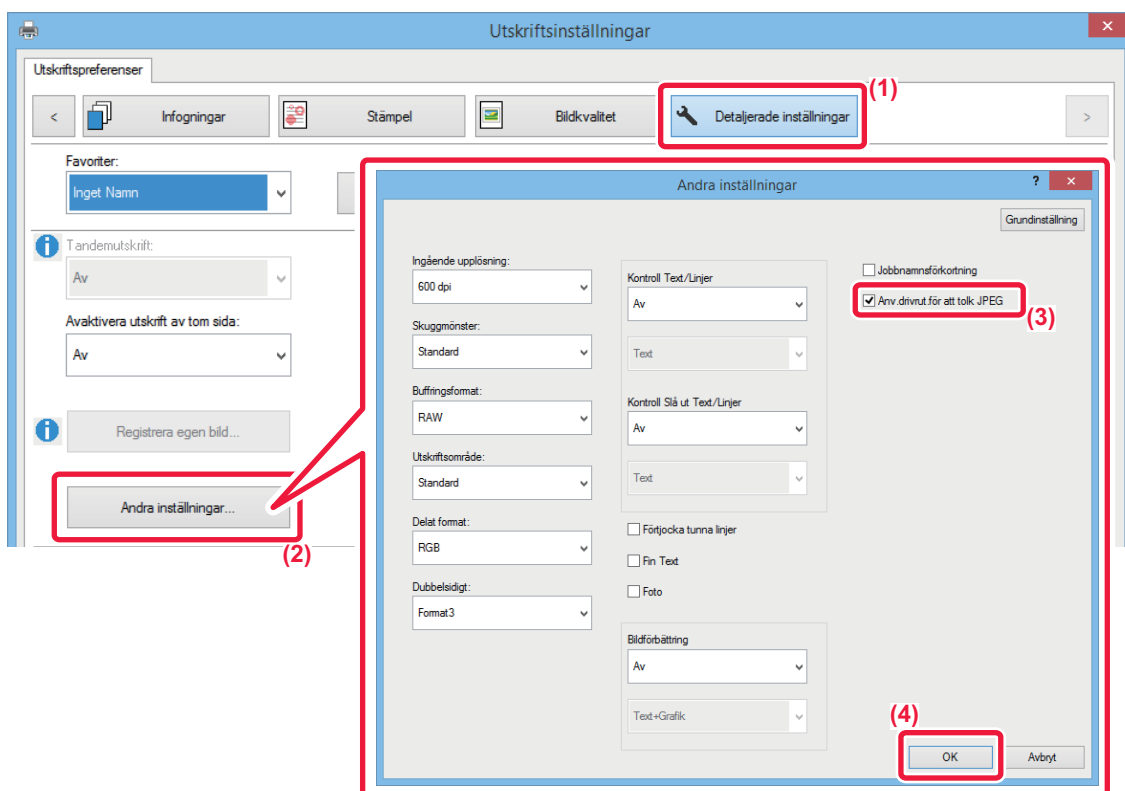 Utskriftsinställningar
×
Utskriftspreferenser
(1)
<
Infogningar
Stämpel
Bildkvalitet
Detaljerade inställningar
>
Favoriter:
Inget Namn
Tandemutskrift:
Av
Avaktivera utskrift av tom sida:
Av
Registrera egen bild...
Andra inställningar...
(2)
Andra inställningar
? ×
Grundinställning
Ingående upplösning:
600 dpi
Skuggmönster:
Standard
Buffringsformat:
RAW
Utskriftsområde:
Standard
Delat format:
RGB
Dubbelsidigt:
Format3
Kontroll Text/Linjer
Av
Text
Kontroll Slå ut Text/Linjer
Av
Text
Förtjocka tunna linjer
Fin Text
Foto
Bildförbättring
Av
Text+Grafik
Jobbnamnsförkortning
Anv.drivrut.för att tolk JPEG
(3)
(4)
OK
Avbryt